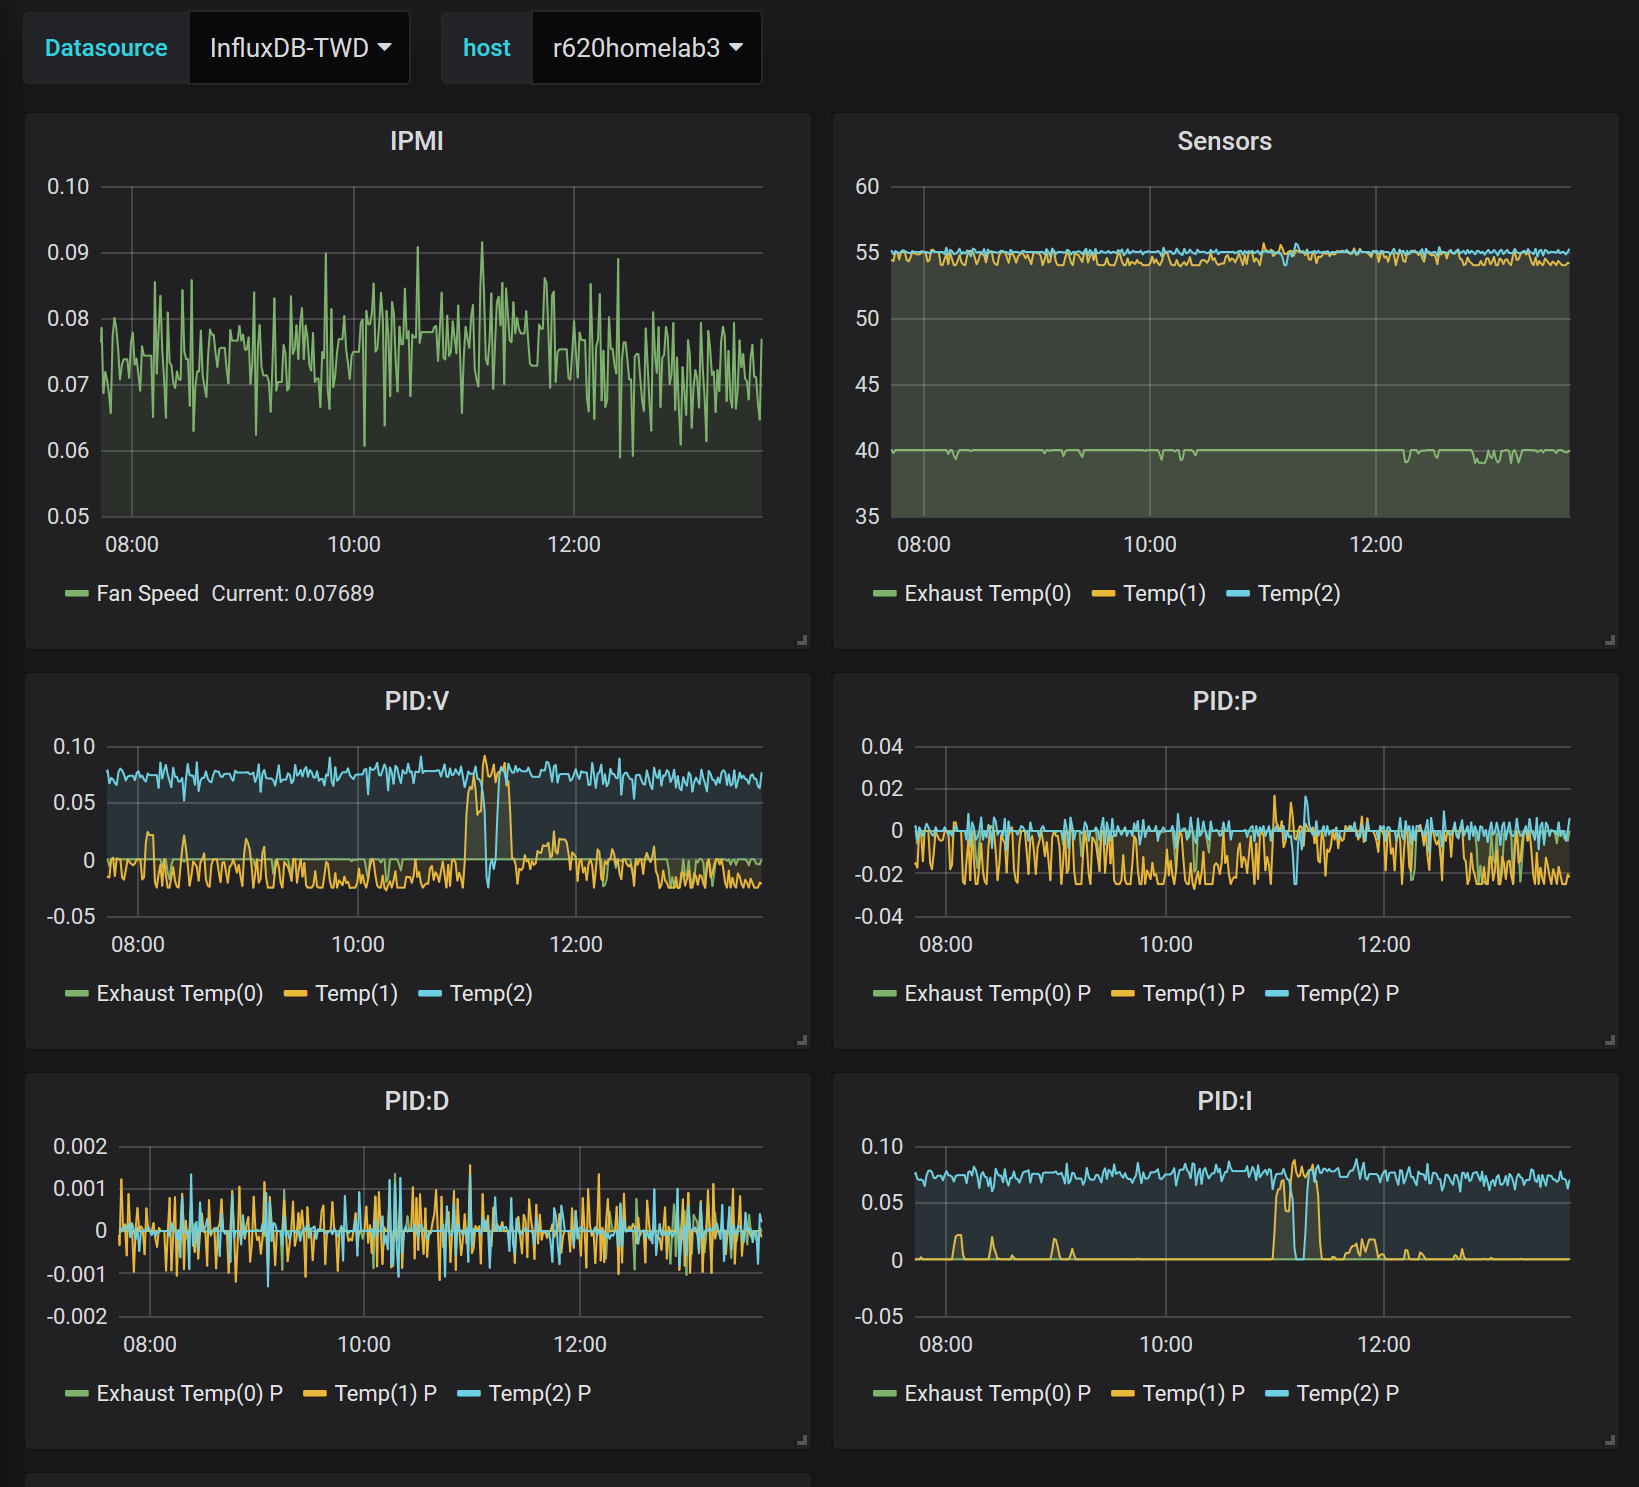 Datasource InfluxDB-TWD host r620homelab3
IPMI
0.10
0.09
0.08
0.07
0.06
0.05
08:00 10:00 12:00
Fan Speed Current: 0.07689
Sensors
60
55
50
45
40
35
08:00 10:00 12:00
Exhaust Temp(0) Temp(1) Temp(2)
PID:V
0.10
0.05
0
-0.05
08:00 10:00 12:00
Exhaust Temp(0) Temp(1) Temp(2)
PID:P
0.04
0.02
0
-0.02
-0.04
08:00 10:00 12:00
Exhaust Temp(0) P Temp(1) P Temp(2) P
PID:D
0.002
0.001
0
-0.001
-0.002
08:00 10:00 12:00
Exhaust Temp(0) P Temp(1) P Temp(2) P
PID:I
0.10
0.05
0
-0.05
08:00 10:00 12:00
Exhaust Temp(0) P Temp(1) P Temp(2) P